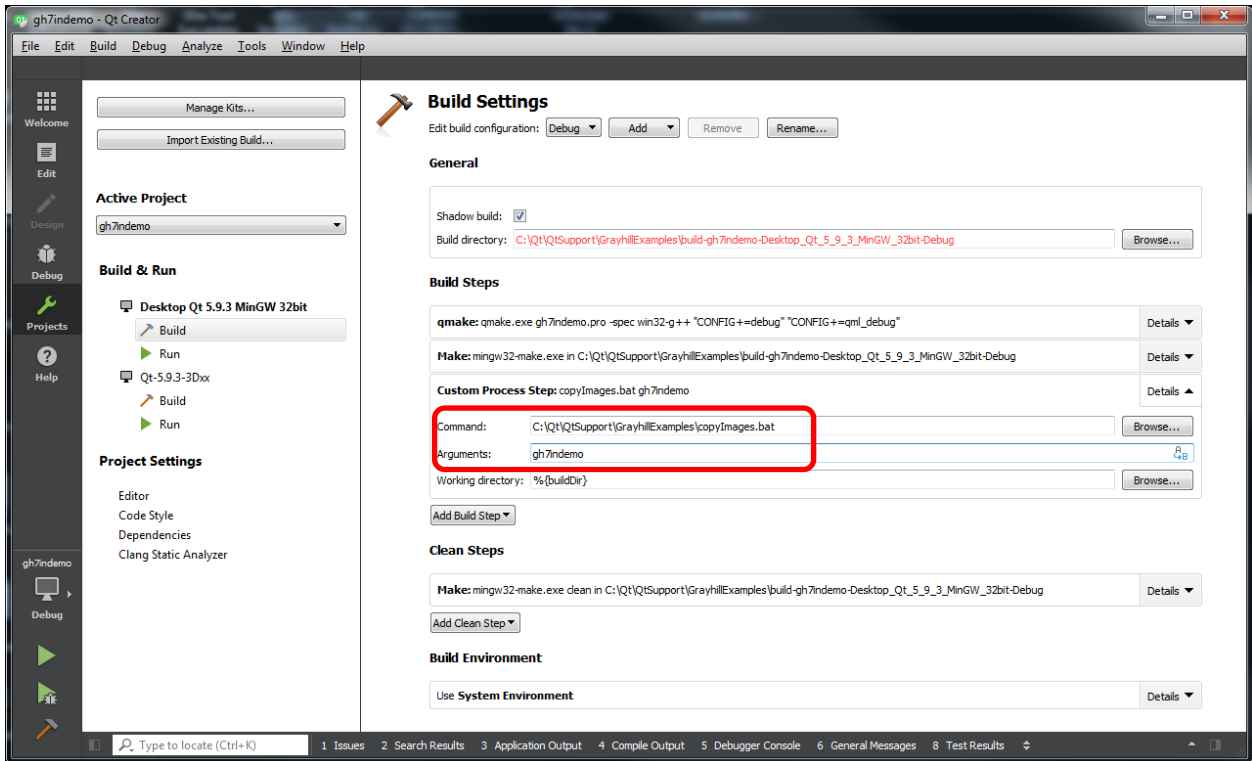 gh7indemo - Qt Creator
File Edit Build Debug Analyze Tools Window Help
Welcome
Edit
Design
Debug
Projects
Help
gh7indemo
Debug
Manage Kits...
Import Existing Build...
Active Project
gh7indemo
Build & Run
Desktop Qt 5.9.3 MinGW 32bit
Build
Run
Qt-5.9.3-3Dxx
Build
Run
Project Settings
Editor
Code Style
Dependencies
Clang Static Analyzer
Build Settings
Edit build configuration: Debug Add Remove Rename...
General
Shadow build:
Build directory: C:\Qt\QtSupport\GrayhillExamples\build-gh7indemo-Desktop_Qt_5_9_3_MinGW_32bit-Debug Browse...
Build Steps
qmake: qmake.exe gh7indemo.pro -spec win32-g++ "CONFIG+=debug" "CONFIG+=qml_debug" Details
Make: mingw32-make.exe in C:\Qt\QtSupport\GrayhillExamples\build-gh7indemo-Desktop_Qt_5_9_3_MinGW_32bit-Debug Details
Custom Process Step: copyImages.bat gh7indemo Details
Command: C:\Qt\QtSupport\GrayhillExamples\copyImages.bat Browse...
Arguments: gh7indemo
Working directory: %{buildDir} Browse...
Add Build Step
Clean Steps
Make: mingw32-make.exe clean in C:\Qt\QtSupport\GrayhillExamples\build-gh7indemo-Desktop_Qt_5_9_3_MinGW_32bit-Debug Details
Add Clean Step
Build Environment
Use System Environment Details
Type to locate (Ctrl+K) 1 Issues 2 Search Results 3 Application Output 4 Compile Output 5 Debugger Console 6 General Messages 8 Test Results